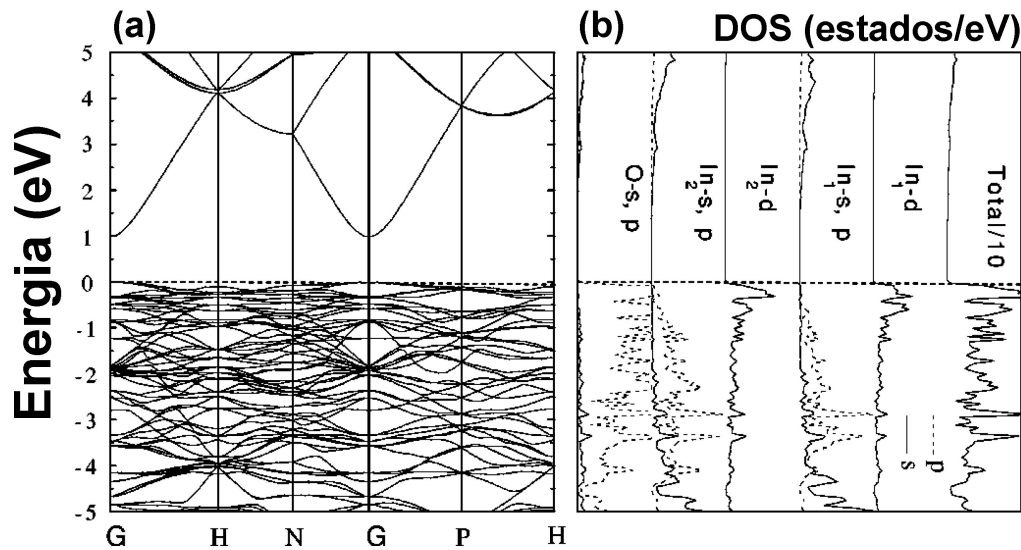 (a)
(b) DOS (estados/eV)
Energia (eV)
5
4
3
2
1
0
-1
-2
-3
-4
-5
G H N G P H
O-s, p
In2-s, p
In2-d
In1-s, p
In1-d
Total/10
p
s